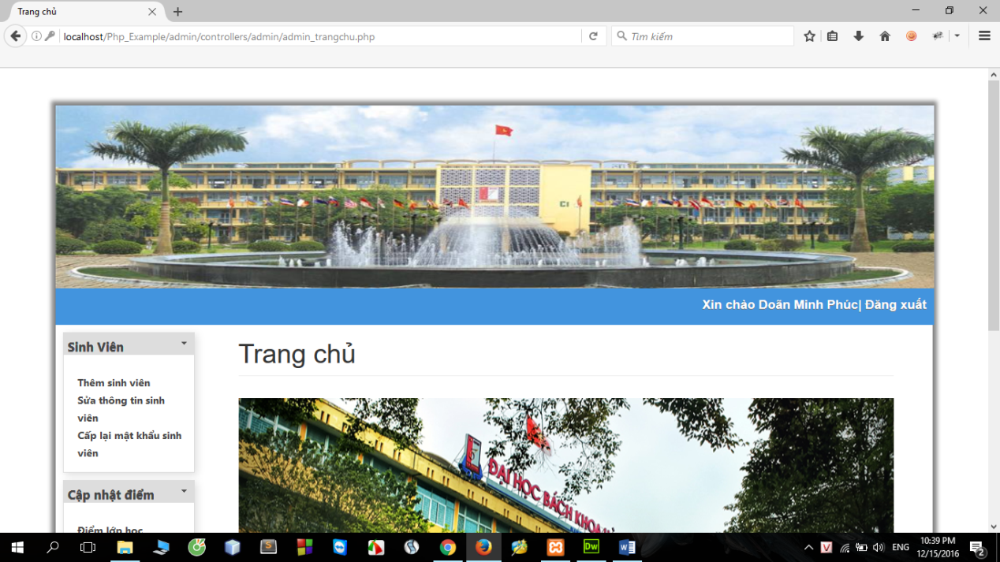 Trang chủ
localhost/Php_Example/admin/controllers/admin/admin_trangchu.php
Tìm kiếm
C1
Xin chào Doãn Minh Phúc| Đăng xuất
Sinh Viên
Thêm sinh viên
Sửa thông tin sinh
viên
Cấp lại mật khẩu sinh
viên
Cập nhật điểm
Điểm lớp học
Trang chủ
ĐẠI HỌC BÁCH KHOA
S
Dw
W
V
ENG
10:39 PM
12/15/2016
2